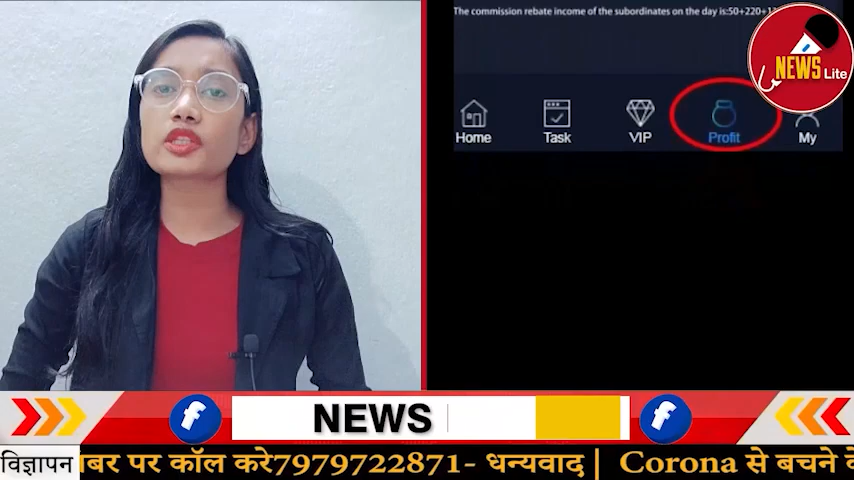 The commission rebate income of the subordinates on the day is:50+220+1
NEWS Lite
Home Task VIP Profit My
NEWS
विज्ञापन
नंबर पर कॉल करे7979722871- धन्यवाद | Corona से बचने के